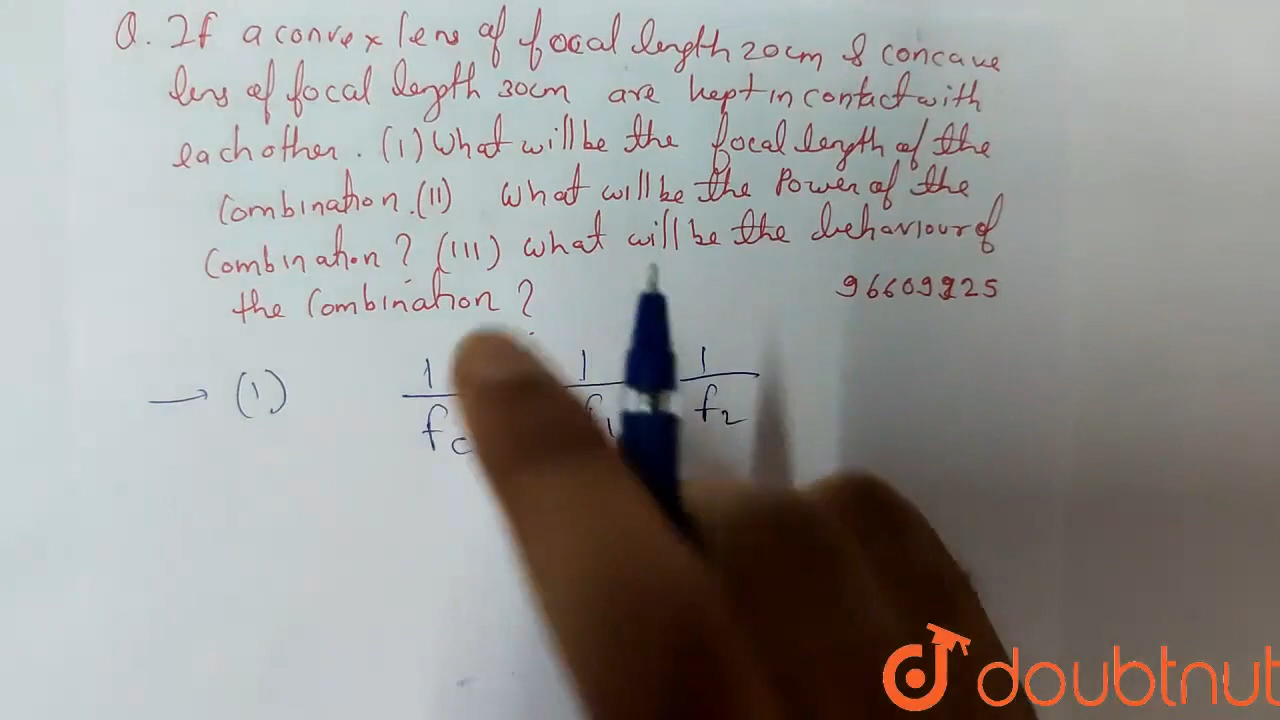 Q. If a convex lens of focal length 20cm & concave
lens of focal length 30cm are kept in contact with
each other. (I) What will be the focal length of the
Combination. (II) What will be the Power of the
Combination? (III) What will be the behaviour of
the Combination?
96609225
→ (1) 1/fc 1/f1 1/f2
doubtnut